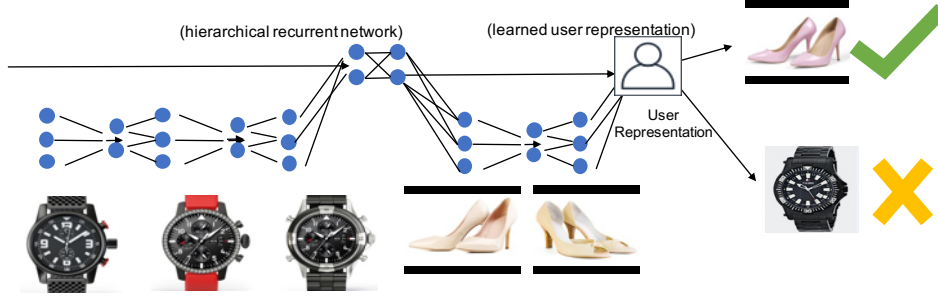 (hierarchical recurrent network)
(learned user representation)
User
Representation